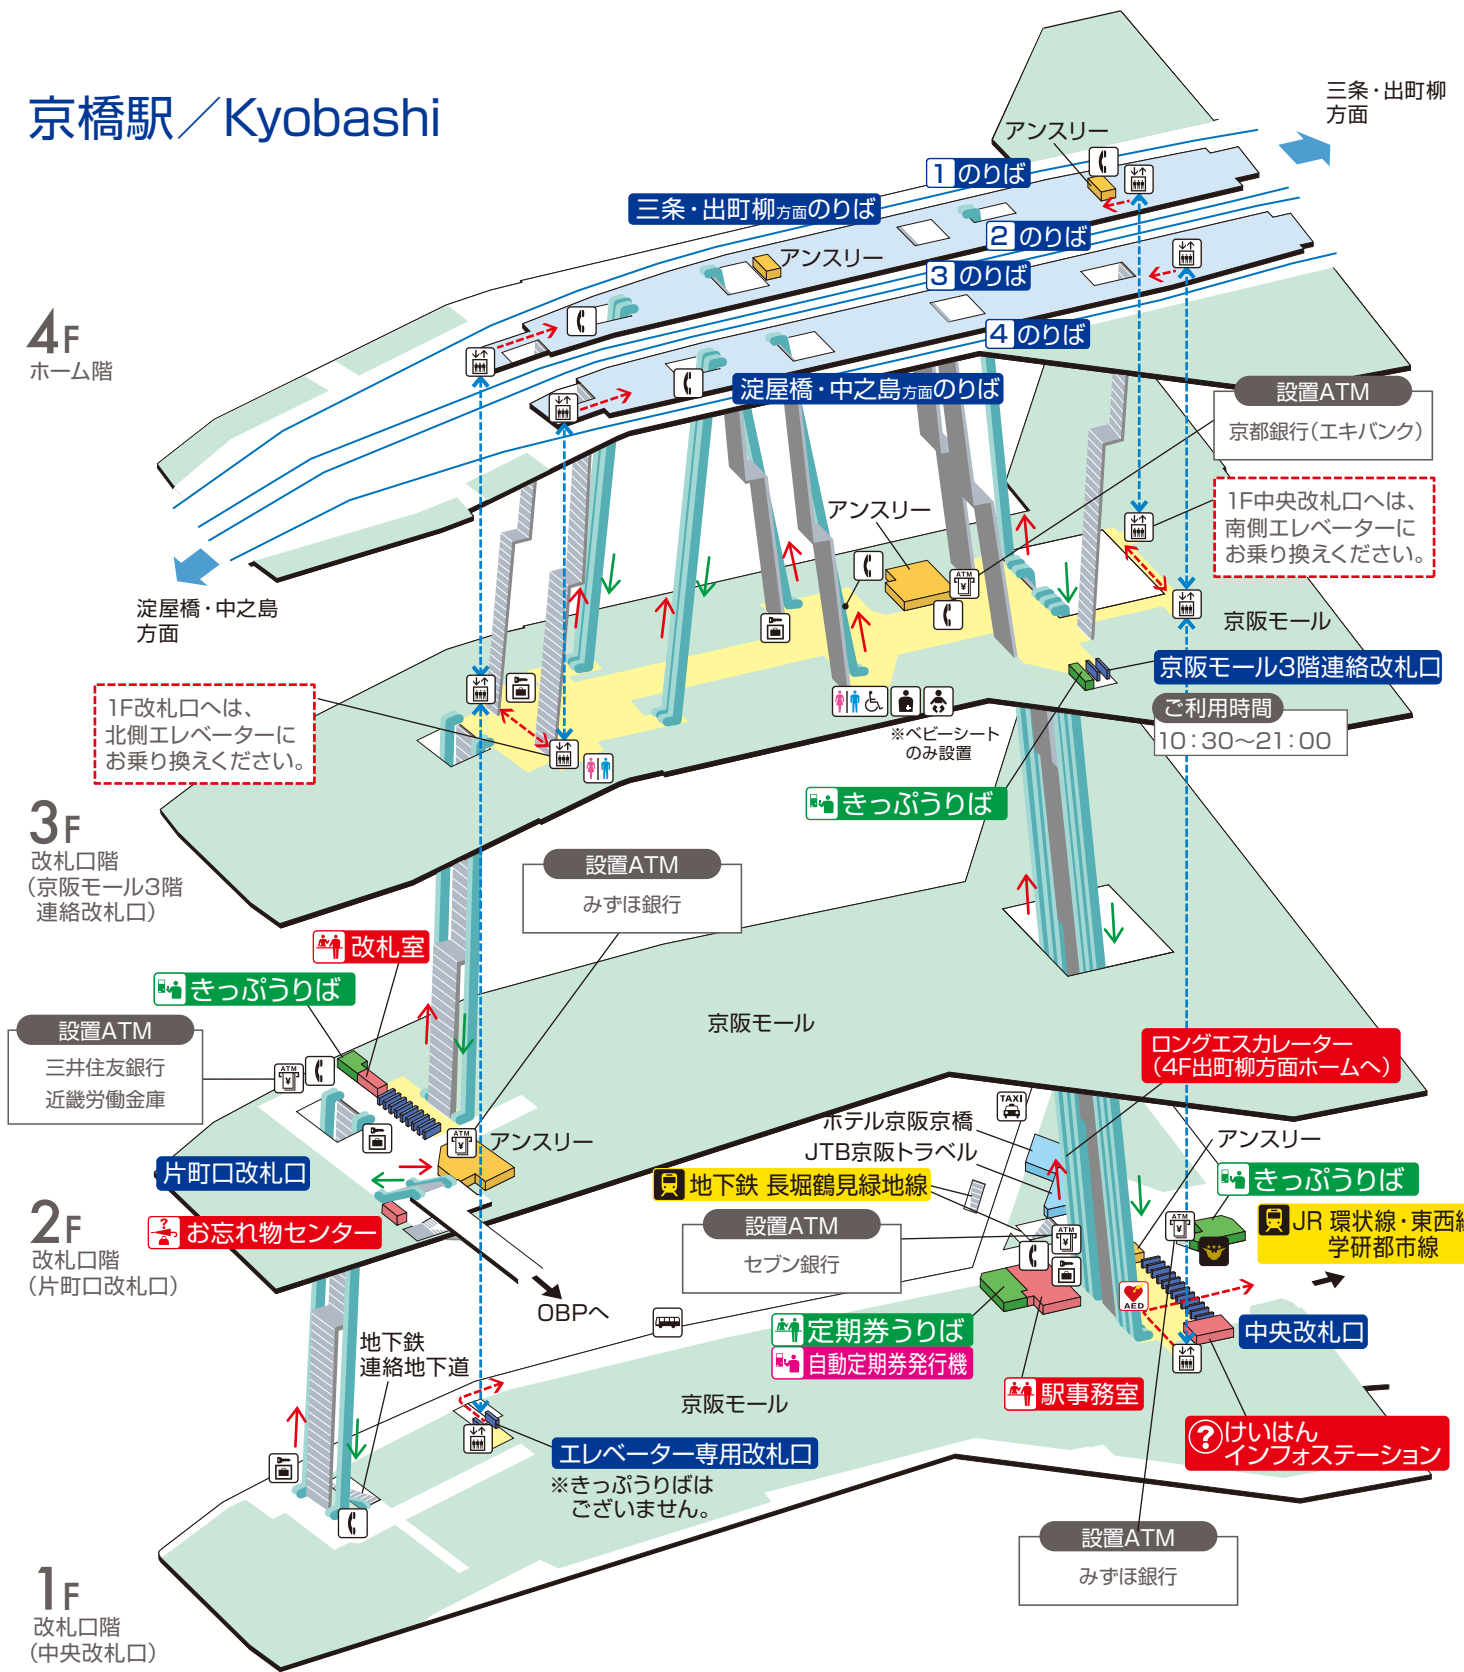 京橋駅／Kyobashi
三条・出町柳
方面
アンスリー
1 のりば
三条・出町柳方面のりば
2 のりば
アンスリー
3 のりば
4 のりば
4F
ホーム階
淀屋橋・中之島方面のりば
設置ATM
京都銀行（エキバンク）
アンスリー
1F中央改札口へは、
南側エレベーターに
お乗り換えください。
ATM
淀屋橋・中之島
方面
京阪モール
京阪モール3階連絡改札口
ご利用時間
10：30〜21：00
1F改札口へは、
北側エレベーターに
お乗り換えください。
※ベビーシート
のみ設置
きっぷうりば
3F
改札口階
（京阪モール3階
連絡改札口）
設置ATM
みずほ銀行
改札室
きっぷうりば
京阪モール
設置ATM
三井住友銀行
近畿労働金庫
ATM
ロングエスカレーター
（4F出町柳方面ホームへ）
TAXI
ホテル京阪京橋
JTB京阪トラベル
アンスリー
ATM
アンスリー
片町口改札口
地下鉄 長堀鶴見緑地線
きっぷうりば
2F
改札口階
（片町口改札口）
お忘れ物センター
設置ATM
セブン銀行
ATM
ATM
JR 環状線・東西線
学研都市線
OBPへ
AED
定期券うりば
自動定期券発行機
中央改札口
地下鉄
連絡地下道
駅事務室
京阪モール
けいはん
インフォステーション
エレベーター専用改札口
※きっぷうりばは
ございません。
設置ATM
みずほ銀行
1F
改札口階
（中央改札口）